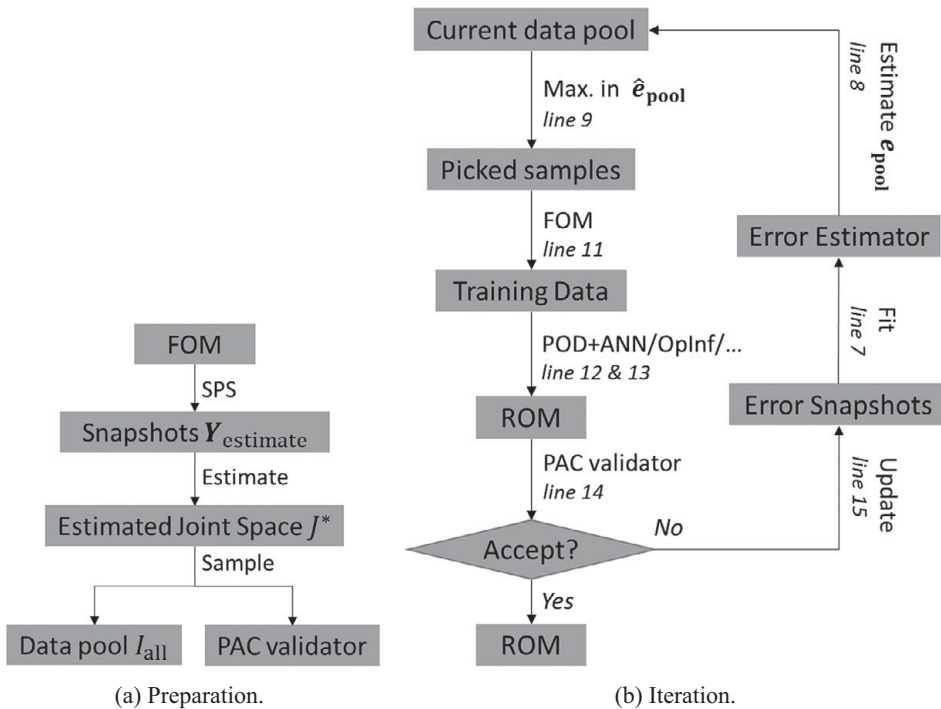 FOM
SPS
Snapshots Y_estimate
Estimate
Estimated Joint Space J*
Sample
Data pool I_all
PAC validator
(a) Preparation.
Current data pool
Max. in ê_pool
line 9
Picked samples
FOM
line 11
Training Data
POD+ANN/OpInf/...
line 12 & 13
ROM
PAC validator
line 14
Accept?
Yes
ROM
No
Update
line 15
Error Snapshots
Fit
line 7
Error Estimator
Estimate e_pool
line 8
(b) Iteration.